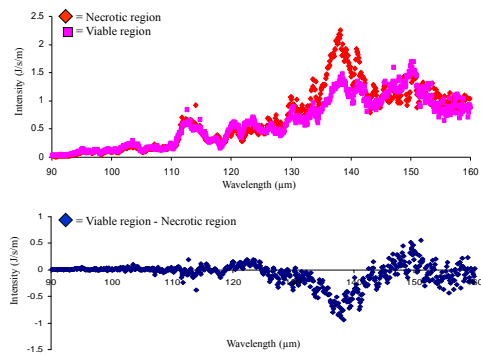 = Necrotic region
= Viable region
Intensity (J/s/m)
2.5
2
1.5
1
0.5
0
90 100 110 120 130 140 150 160
Wavelength (µm)
= Viable region - Necrotic region
Intensity (J/s/m)
1
0.5
0
-0.5
-1
-1.5
90 100 110 120 130 140 150 160
Wavelength (µm)